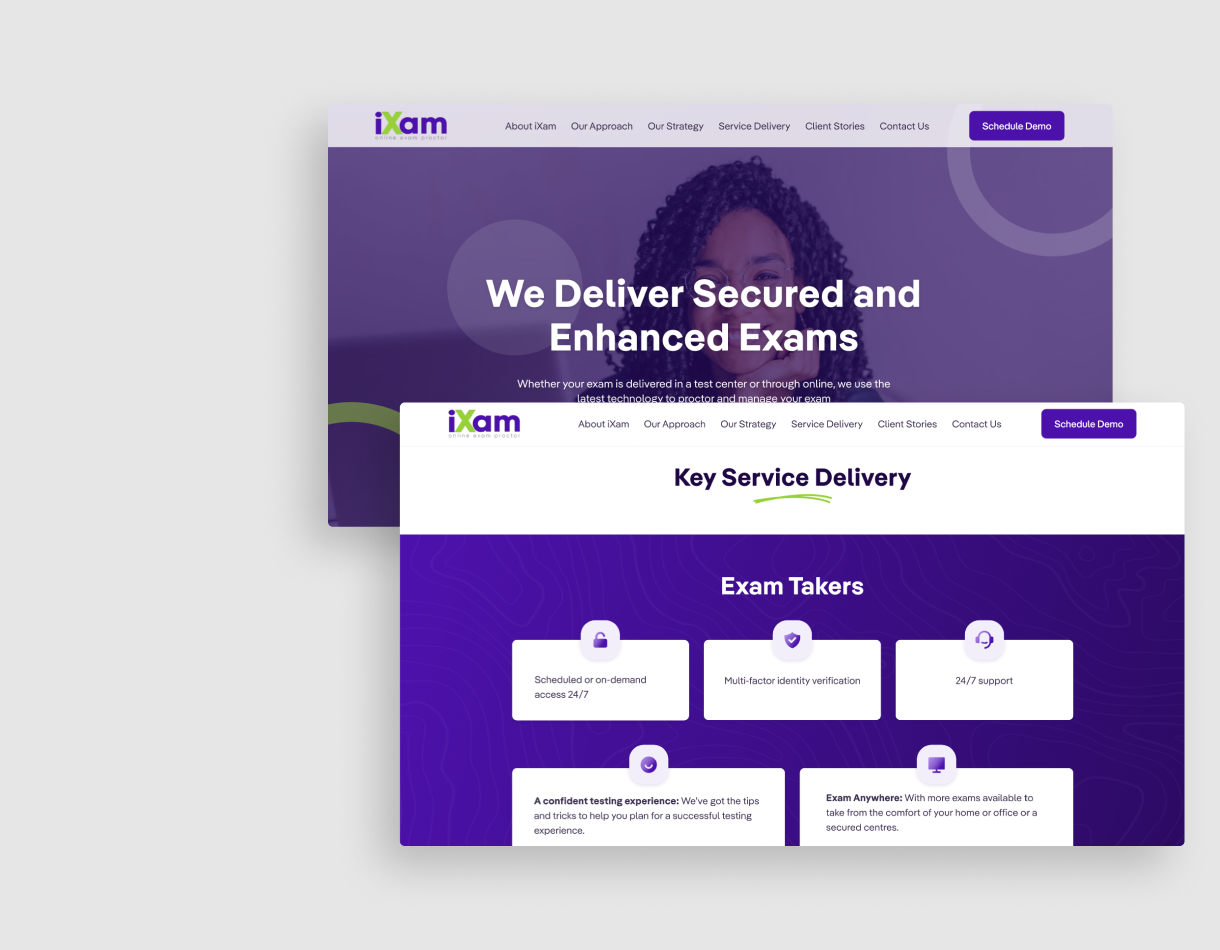 iXam
online exam proctor
About iXam Our Approach Our Strategy Service Delivery Client Stories Contact Us Schedule Demo
We Deliver Secured and
Enhanced Exams
Whether your exam is delivered in a test center or through online, we use the
latest technology to proctor and manage your exam
iXam
online exam proctor
About iXam Our Approach Our Strategy Service Delivery Client Stories Contact Us Schedule Demo
Key Service Delivery
Exam Takers
Scheduled or on-demand
access 24/7
Multi-factor identity verification
24/7 support
A confident testing experience: We've got the tips
and tricks to help you plan for a successful testing
experience.
Exam Anywhere: With more exams available to
take from the comfort of your home or office or a
secured centres.